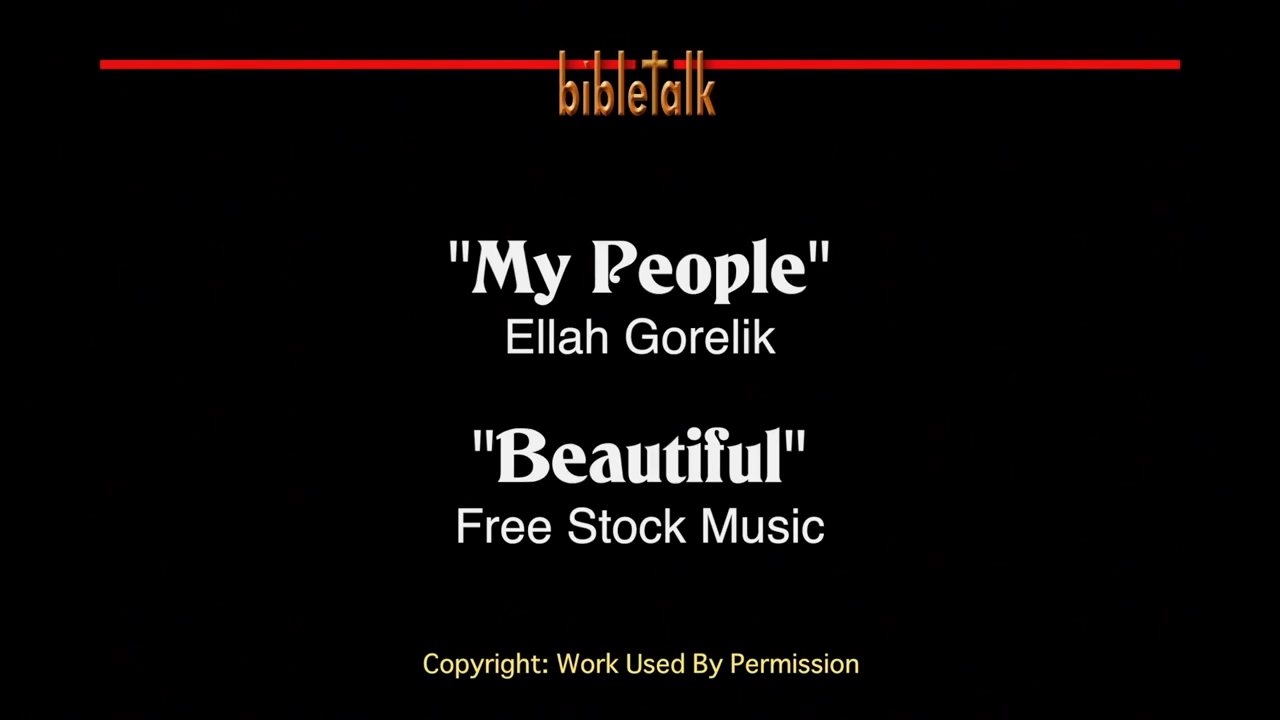 bibleTalk
"My People"
Ellah Gorelik
"Beautiful"
Free Stock Music
Copyright: Work Used By Permission